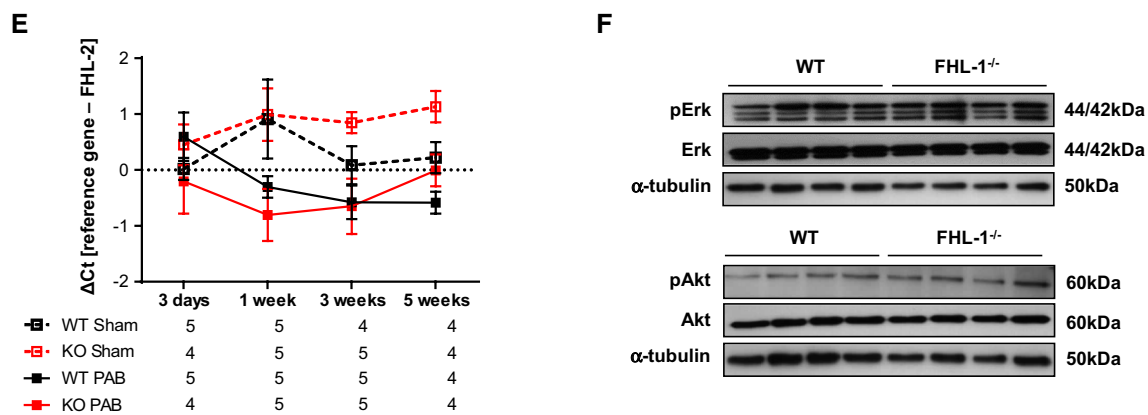 E
ΔCt [reference gene – FHL-2]
2
1
0
-1
-2
3 days 1 week 3 weeks 5 weeks
WT Sham 5 5 4 4
KO Sham 4 5 5 4
WT PAB 5 5 5 4
KO PAB 4 5 5 4
F
WT FHL-1-/-
pErk 44/42kDa
Erk 44/42kDa
α-tubulin 50kDa
WT FHL-1-/-
pAkt 60kDa
Akt 60kDa
α-tubulin 50kDa